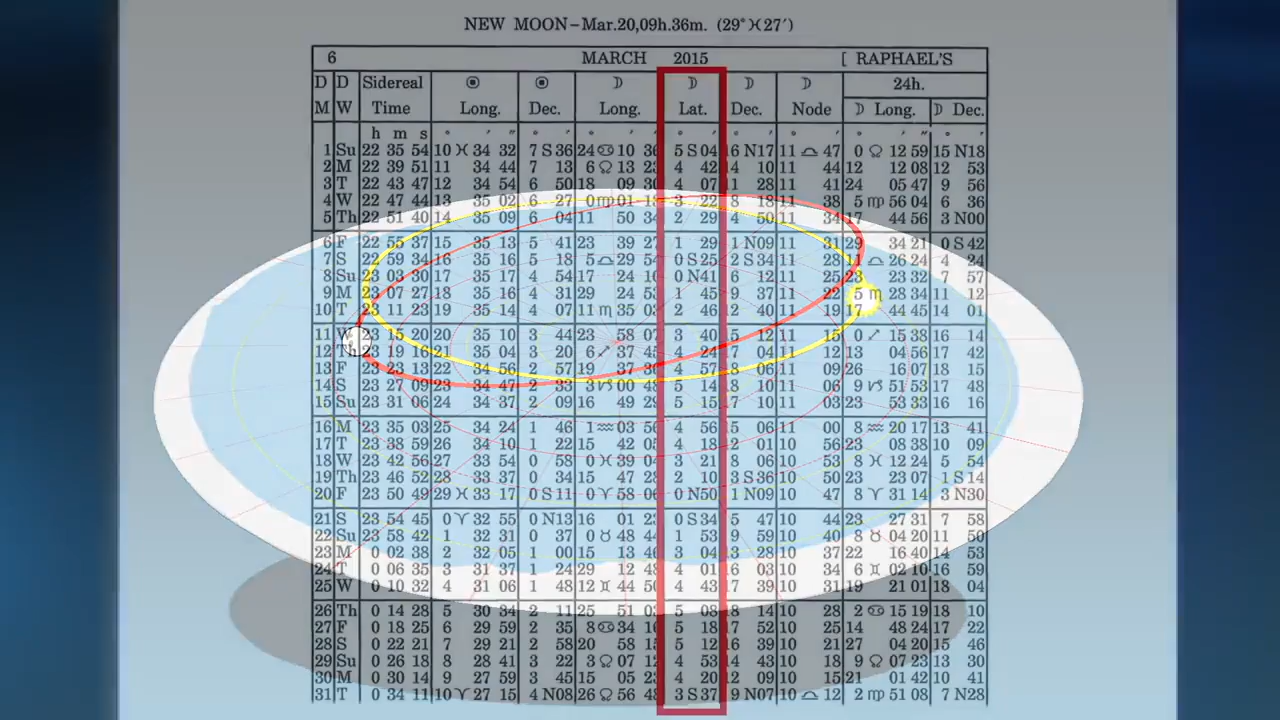 NEW MOON–Mar.20,09h.36m. (29°♓27′)
6 MARCH 2015 [ RAPHAEL'S
D D Sidereal ☉ ☉ ☽ ☽ ☽ ☽ 24h.
M W Time Long. Dec. Long. Lat. Dec. Node ☽ Long. ☽ Dec.
h m s ° ′ ″ ° ′ ° ′ ° ′ ° ′ ° ′ ° ′ ″ ° ′
1 Su 22 35 54 10 ♓ 34 32 7 S 36 24 ♋ 10 5 S 04 16 N17 11 ♎ 47 0 ♌ 12 59 15 N18
2 M 22 39 51 11 34 44 7 13 6 ♌ 13 4 42 14 10 11 44 12 12 08 12 53
3 T 22 43 47 12 34 54 6 50 18 09 4 07 11 28 11 41 24 05 47 9 56
4 W 22 47 44 13 35 02 6 27 0 ♍ 01 3 22 8 18 11 38 5 ♍ 56 04 6 36
5 Th 22 51 40 14 35 09 6 04 11 50 2 29 4 50 11 34 17 44 56 3 N00
6 F 22 55 37 15 35 13 5 41 23 39 1 29 1 N09 11 31 29 34 21 0 S 42
7 S 22 59 34 16 35 16 5 18 5 ♎ 29 0 S 25 2 S 34 11 28 11 ♎ 26 24 4 24
8 Su 23 03 30 17 35 17 4 54 17 24 0 N41 6 12 11 25 23 23 32 7 57
9 M 23 07 27 18 35 16 4 31 29 24 1 45 9 37 11 22 5 ♏ 28 34 11 12
10 T 23 11 23 19 35 14 4 07 11 ♏ 35 2 46 12 40 11 19 17 44 45 14 01
11 W 23 15 20 20 35 10 3 44 23 58 07 3 40 15 12 11 15 0 ♐ 15 38 16 14
12 Th 23 19 16 21 35 04 3 20 6 ♐ 37 4 24 17 04 11 12 13 04 56 17 42
13 F 23 23 13 22 34 56 2 57 19 37 4 57 18 06 11 09 26 16 07 18 15
14 S 23 27 09 23 34 47 2 33 3 ♑ 00 5 14 18 10 11 06 9 ♑ 51 53 17 48
15 Su 23 31 06 24 34 37 09 16 49 5 15 17 10 11 03 23 53 33 16 16
16 M 23 35 03 25 34 24 1 46 1 ♒ 03 4 56 15 06 11 00 8 ♒ 20 17 13 41
17 T 23 38 59 26 34 10 1 22 15 42 4 18 12 01 10 56 23 08 38 10 09
18 W 23 42 56 27 33 54 0 58 0 ♓ 39 3 21 8 06 10 53 8 ♓ 12 24 5 54
19 Th 23 46 52 28 33 37 0 34 15 47 2 10 3 S 36 10 50 23 23 07 1 S 14
20 F 23 50 49 29 ♓ 33 17 0 S 11 0 ♈ 58 0 N50 1 N09 10 47 8 ♈ 31 14 3 N30
21 S 23 54 45 0 ♈ 32 55 0 N13 16 01 0 S 34 5 47 10 44 23 27 31 7 58
22 Su 23 58 42 1 32 31 0 37 0 ♉ 48 1 53 9 59 10 40 8 ♉ 04 20 11 50
23 M 0 02 38 2 32 05 1 00 15 13 3 04 13 28 10 37 22 16 40 14 53
24 T 0 06 35 3 31 37 1 24 29 12 4 01 16 03 10 34 6 ♊ 02 10 16 59
25 W 0 10 32 4 31 06 1 48 12 ♊ 44 4 43 17 39 10 31 19 21 01 18 04
26 Th 0 14 28 5 30 34 2 11 25 51 5 08 18 14 10 28 2 ♋ 15 19 18 10
27 F 0 18 25 6 29 59 2 35 8 ♋ 34 5 18 17 52 10 25 14 48 24 17 22
28 S 0 22 21 7 29 21 2 58 20 58 5 12 16 39 10 21 27 04 20 15 46
29 Su 0 26 18 8 28 41 3 22 3 ♌ 07 4 53 14 43 10 18 9 ♌ 07 23 13 30
30 M 0 30 14 9 27 59 3 45 15 05 4 20 12 09 10 15 21 01 42 10 41
31 T 0 34 11 10 ♈ 27 15 4 N08 26 ♌ 56 3 S 37 9 N07 10 ♎ 12 2 ♍ 51 08 7 N28